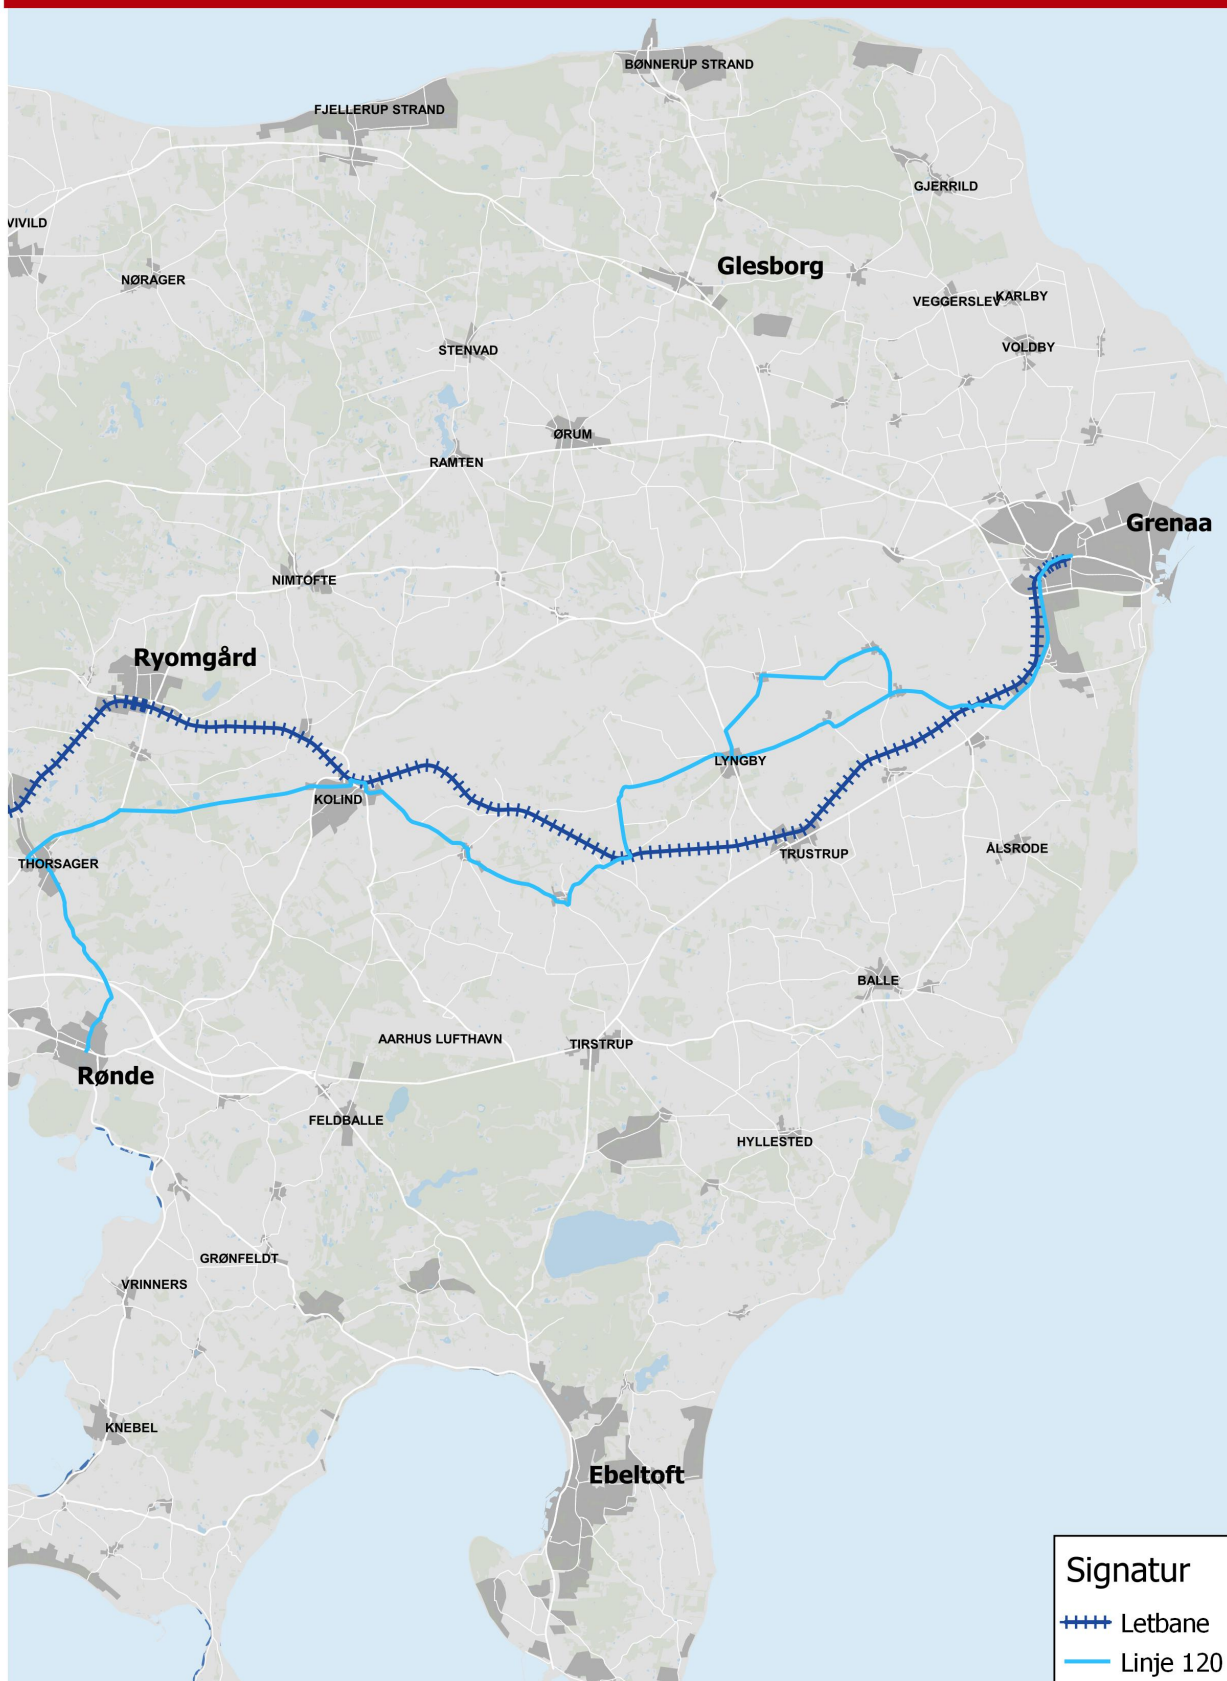 BØNNERUP STRAND
FJELLERUP STRAND
GJERRILD
VIVILD
Glesborg
NØRAGER
VEGGERSLEV
KARLBY
VOLDBY
STENVAD
ØRUM
RAMTEN
Grenaa
NIMTOFTE
Ryomgård
LYNGBY
KOLIND
TRUSTRUP
ÅLSRODE
THORSAGER
BALLE
AARHUS LUFTHAVN
TIRSTRUP
Rønde
FELDBALLE
HYLLESTED
GRØNFELDT
VRINNERS
KNEBEL
Ebeltoft
Signatur
Letbane
Linje 120